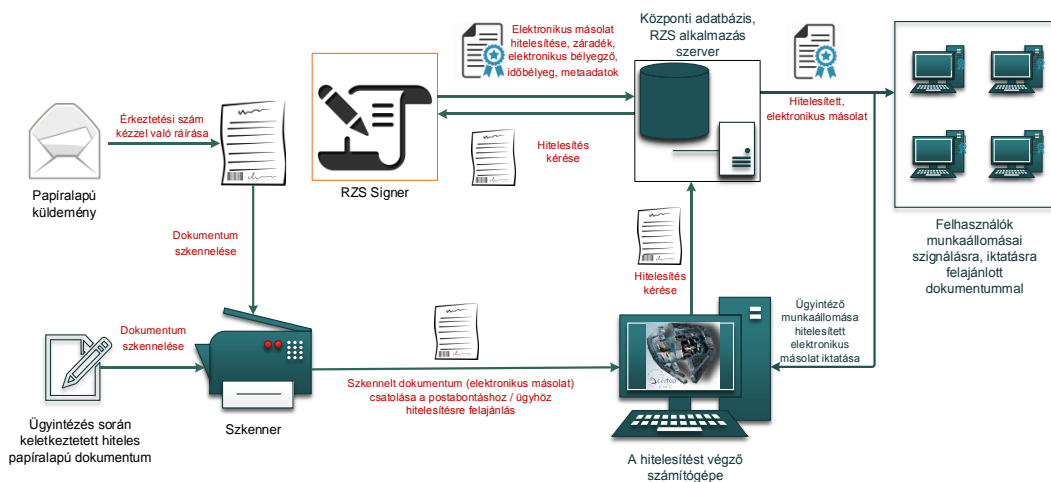 Elektronikus másolat
hitelesítése, záradék,
elektronikus bélyegző,
időbélyeg, metaadatok
Központi adatbázis,
RZS alkalmazás
szerver
Hitelesített,
elektronikus másolat
Érkeztetési szám
kézzel való ráírása
Hitelesítés
kérése
Papíralapú
küldemény
RZS Signer
Felhasználók
munkaállomásai
szignálásra, iktatásra
felajánlott
dokumentummal
Dokumentum
szkennelése
Hitelesítés
kérése
Ügyintéző
munkaállomása
hitelesített
elektronikus
másolat iktatása
Dokumentum
szkennelése
Szkennelt dokumentum (elektronikus másolat)
csatolása a postabontáshoz / ügyhöz
hitelesítésre felajánlás
Ügyintézés során
keletkeztetett hiteles
papíralapú dokumentum
Szkenner
certop
A hitelesítést végző
számítógépe